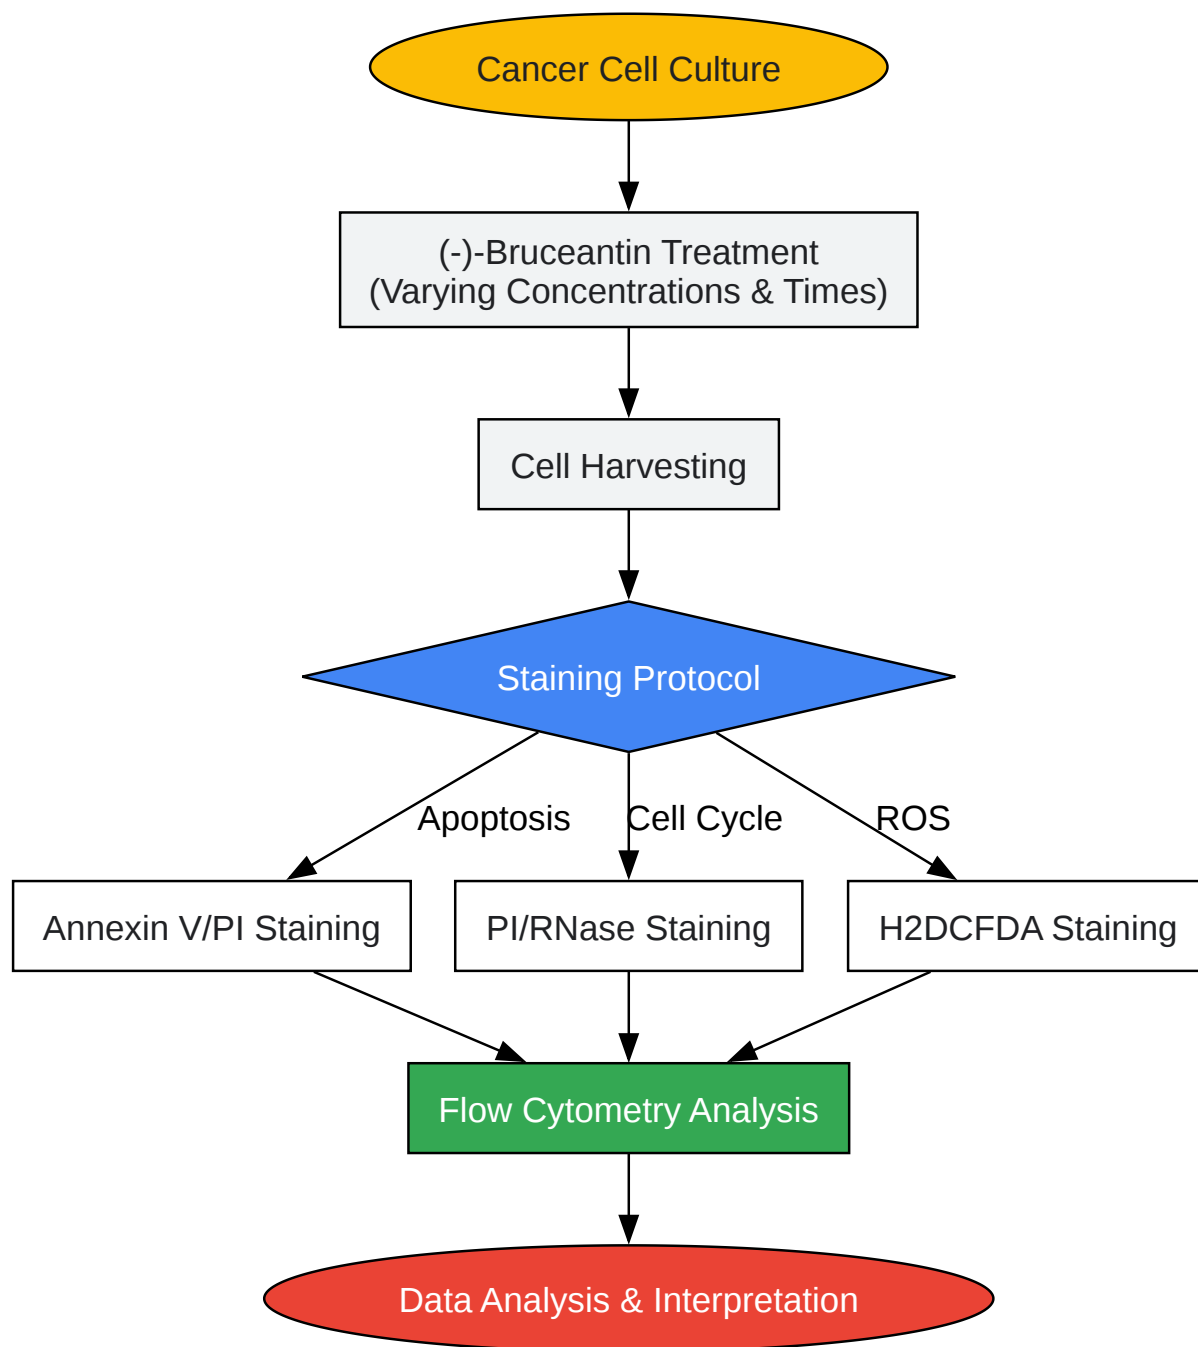 Cancer Cell Culture
(-)-Bruceantin Treatment
(Varying Concentrations & Times)
Cell Harvesting
Staining Protocol
Apoptosis
Cell Cycle
ROS
Annexin V/PI Staining
PI/RNase Staining
H2DCFDA Staining
Flow Cytometry Analysis
Data Analysis & Interpretation